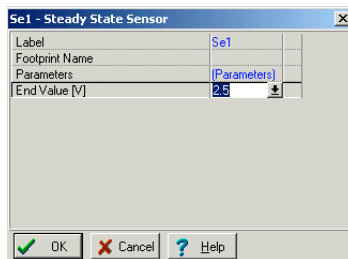 Se1 - Steady State Sensor
Label Se1
Footprint Name
Parameters (Parameters)
End Value [V] 2.5
OK Cancel Help